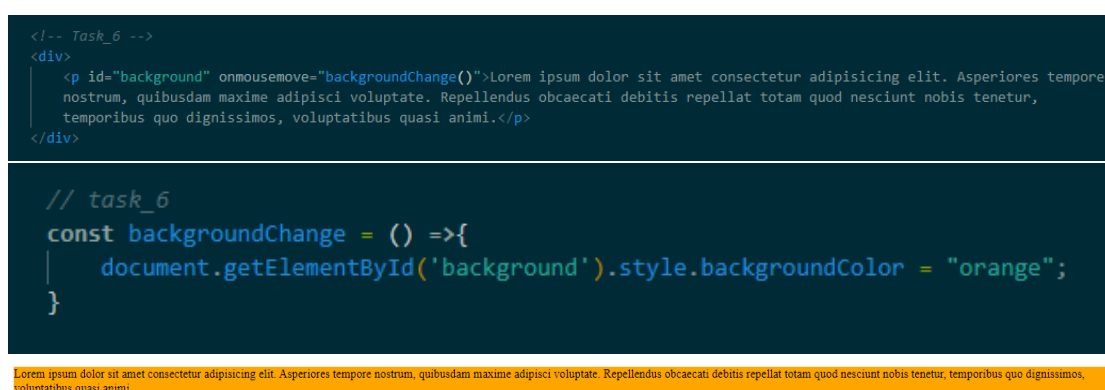 <!-- Task_6 -->
<div>
<p id="background" onmousemove="backgroundChange()">Lorem ipsum dolor sit amet consectetur adipisicing elit. Asperiores tempore
nostrum, quibusdam maxime adipisci voluptate. Repellendus obcaecati debitis repellat totam quod nesciunt nobis tenetur,
temporibus quo dignissimos, voluptatibus quasi animi.</p>
</div>
// task_6
const backgroundChange = () =>{
document.getElementById('background').style.backgroundColor = "orange";
}
Lorem ipsum dolor sit amet consectetur adipisicing elit. Asperiores tempore nostrum, quibusdam maxime adipisci voluptate. Repellendus obcaecati debitis repellat totam quod nesciunt nobis tenetur, temporibus quo dignissimos,
voluptatibus quasi animi.